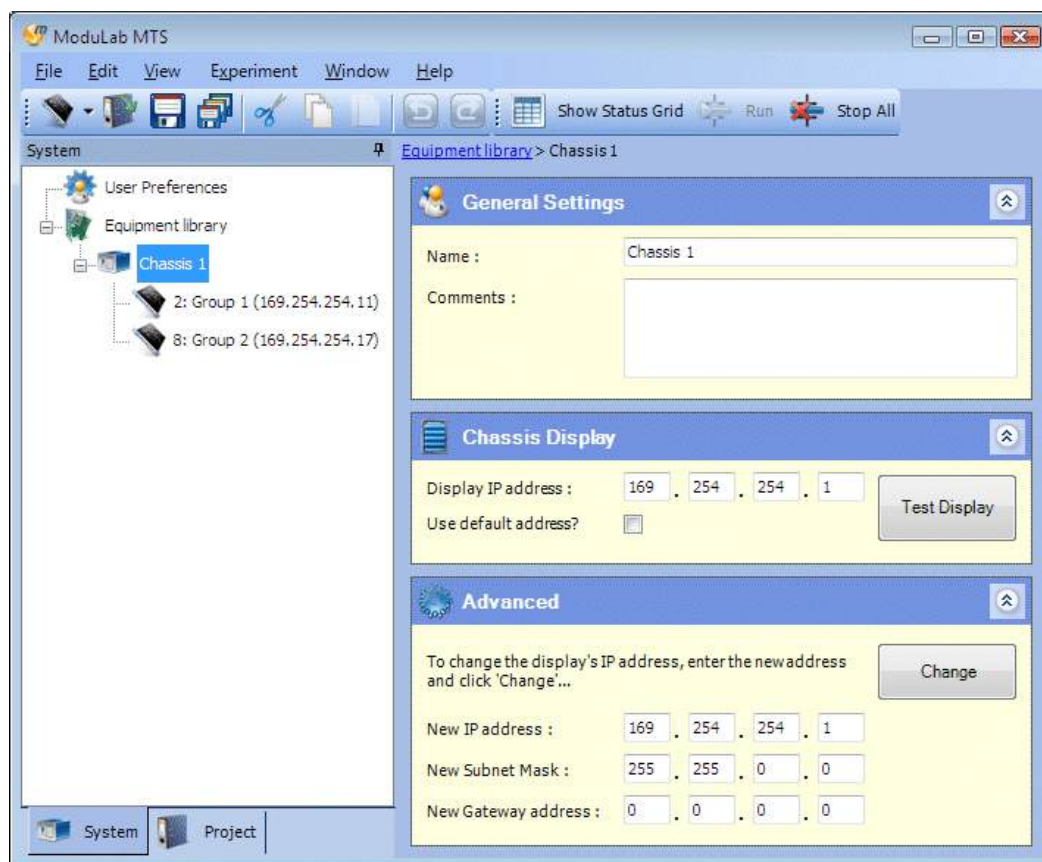 ModuLab MTS
File Edit View Experiment Window Help
Show Status Grid Run Stop All
System
Equipment library > Chassis 1
User Preferences
Equipment library
Chassis 1
2: Group 1 (169.254.254.11)
8: Group 2 (169.254.254.17)
General Settings
Name : Chassis 1
Comments :
Chassis Display
Display IP address : 169 . 254 . 254 . 1
Use default address?
Test Display
Advanced
To change the display's IP address, enter the new address
and click 'Change'...
Change
New IP address : 169 . 254 . 254 . 1
New Subnet Mask : 255 . 255 . 0 . 0
New Gateway address : 0 . 0 . 0 . 0
System Project